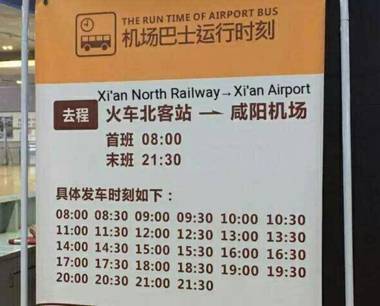 THE RUN TIME OF AIRPORT BUS
机场巴士运行时刻
Xi'an North Railway→Xi'an Airport
去程 火车北客站 → 咸阳机场
首班 08:00
末班 21:30
具体发车时刻如下：
08:00 08:30 09:00 09:30 10:00 10:30
11:00 11:30 12:00 12:30 13:00 13:30
14:00 14:30 15:00 15:30 16:00 16:30
17:00 17:30 18:00 18:30 19:00 19:30
20:00 20:30 21:00 21:30